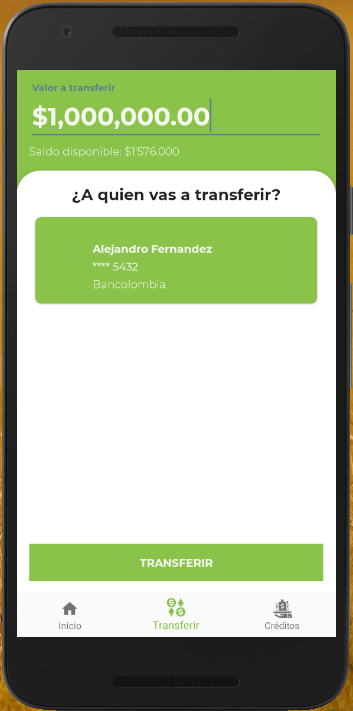 Valor a transferir
$1,000,000.00
Saldo disponible: $1'576.000
¿A quien vas a transferir?
Alejandro Fernandez
**** 5432
Bancolombia
TRANSFERIR
Inicio
Transferir
Créditos